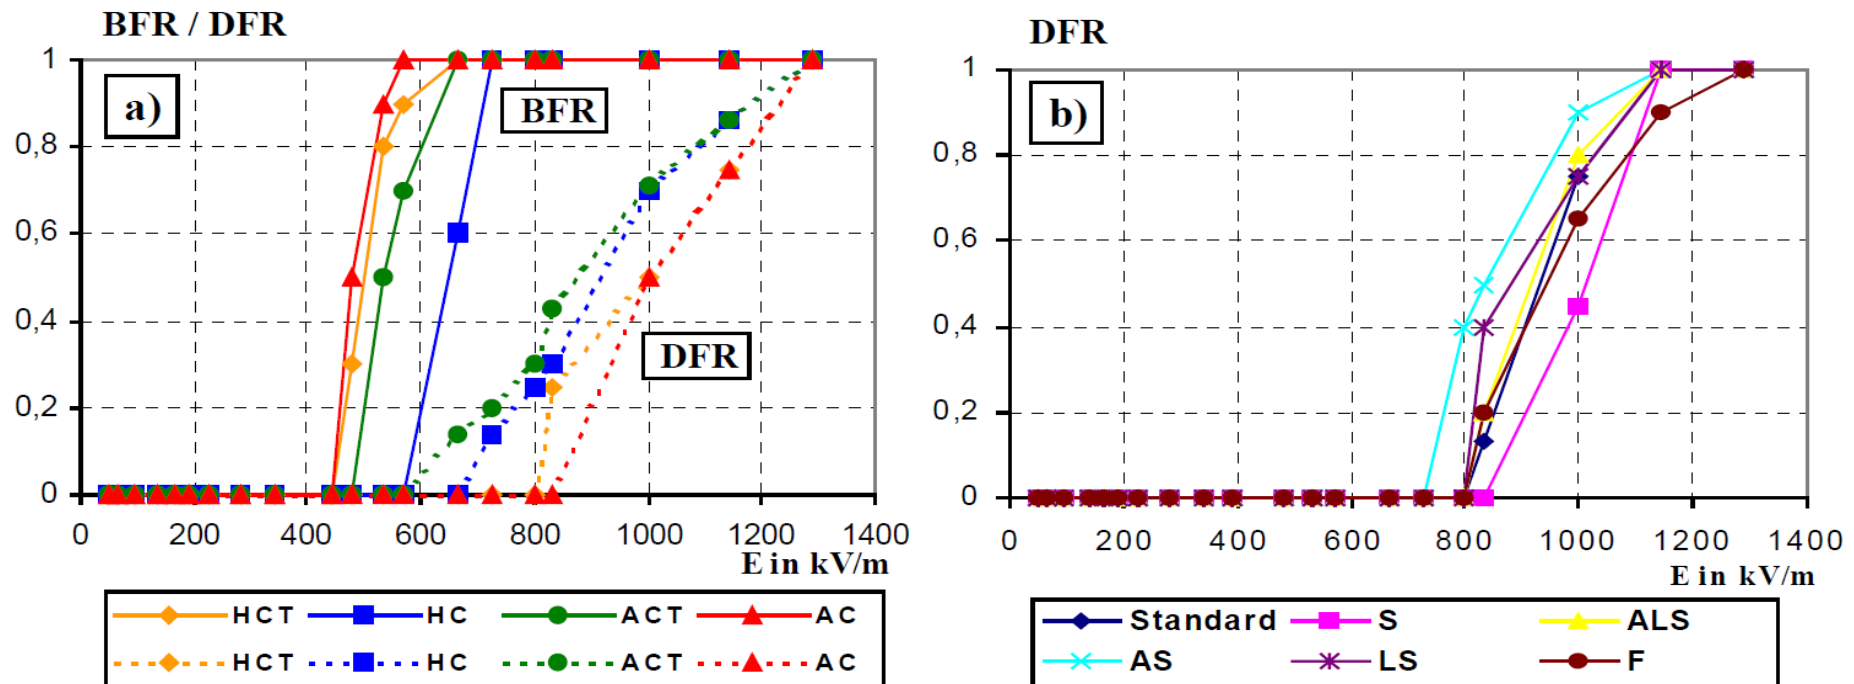 BFR / DFR
a)
BFR
DFR
1
0,8
0,6
0,4
0,2
0
0 200 400 600 800 1000 1200 1400
E in kV/m
HCT HC ACT AC
HCT HC ACT AC
DFR
b)
1
0.8
0.6
0.4
0.2
0
0 200 400 600 800 1000 1200 1400
E in kV/m
Standard S ALS
AS LS F